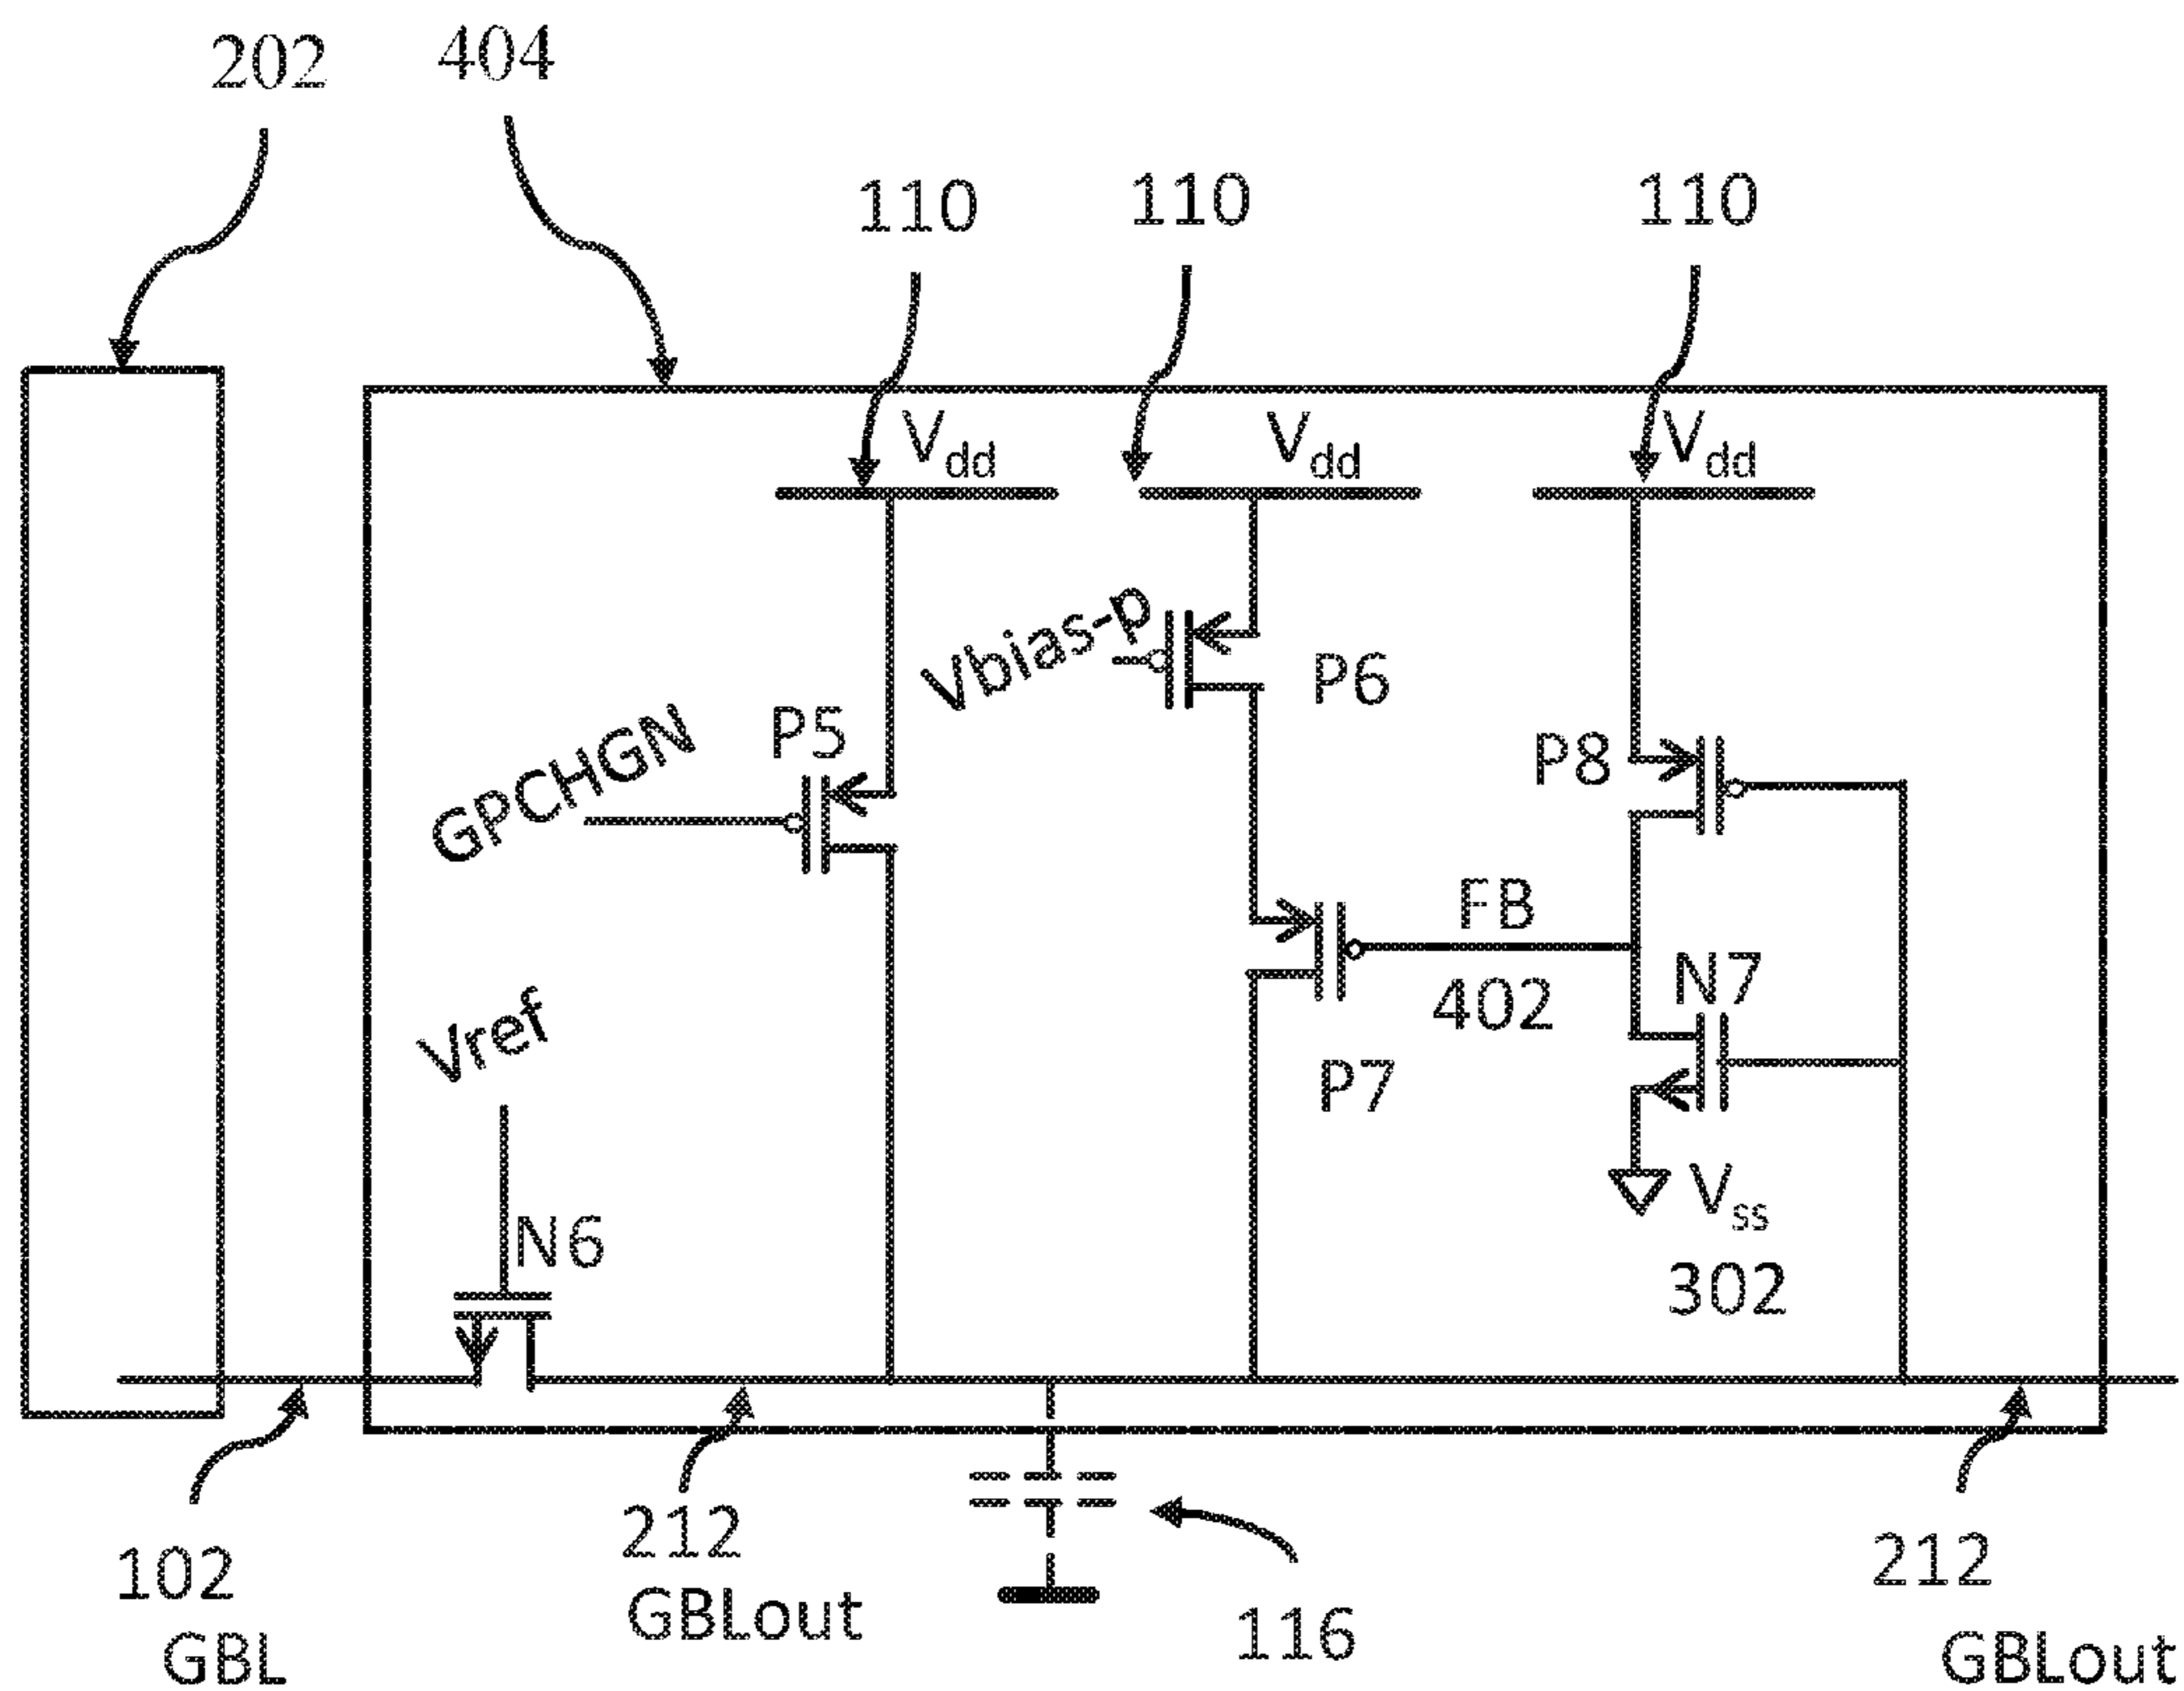 202
404
110
110
110
Vdd
Vdd
Vdd
Vbias-p
P6
GPCHGN
P5
P8
FB
402
N7
Vref
P7
Vss
302
N6
102
GBL
212
GBLout
116
212
GBLout